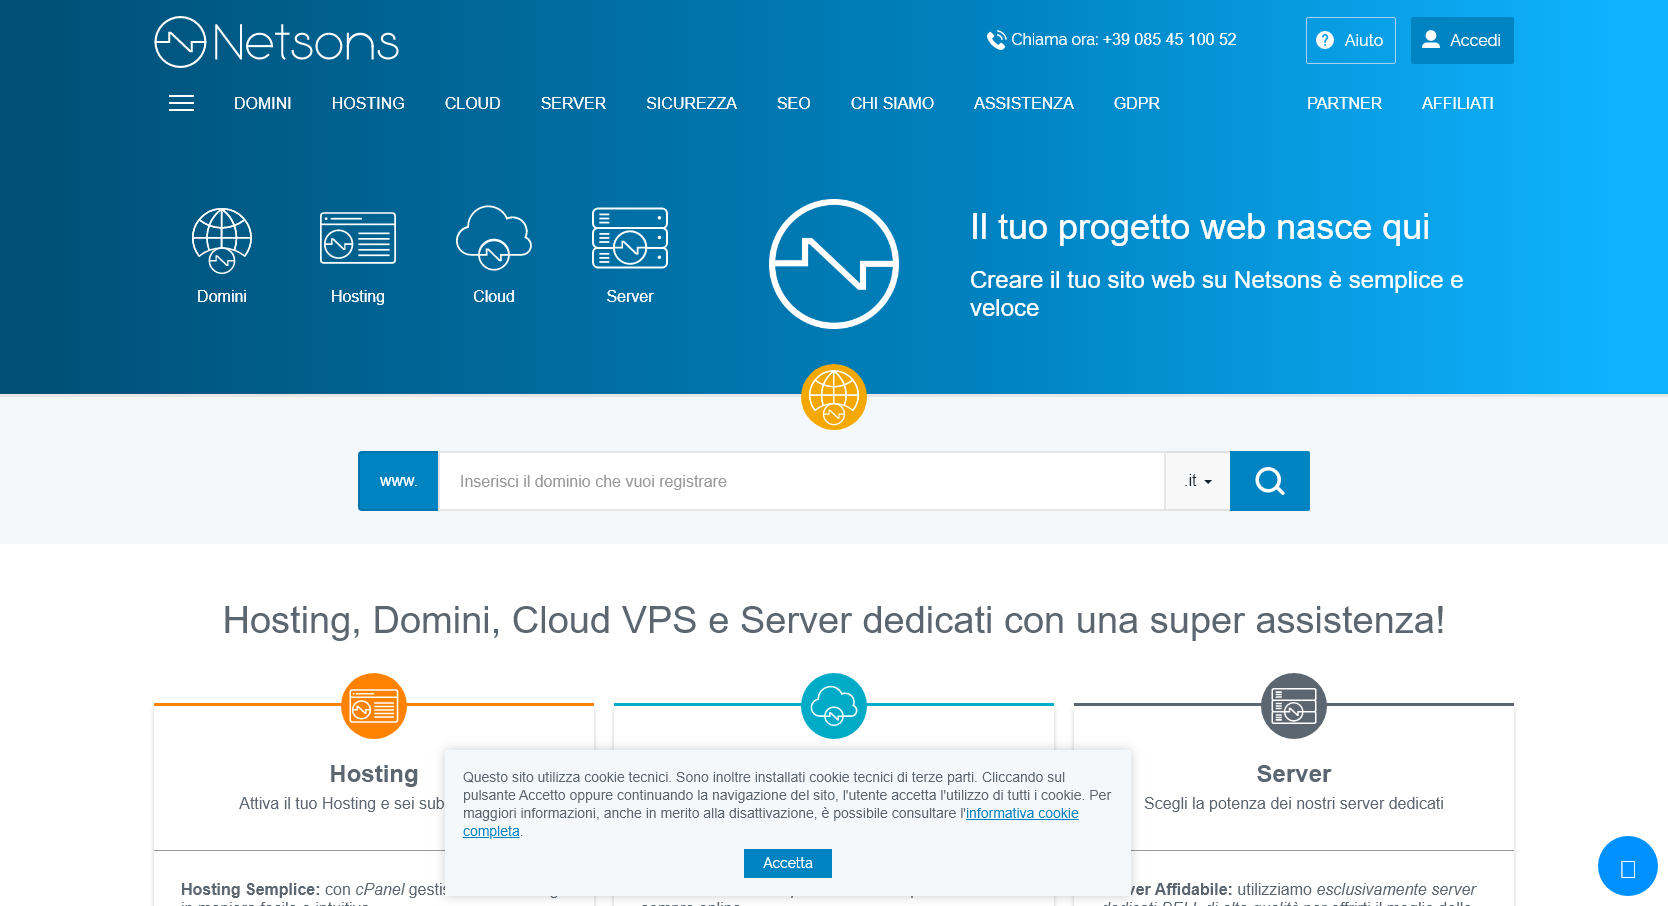 Netsons
Chiama ora: +39 085 45 100 52
Aiuto
Accedi
DOMINI HOSTING CLOUD SERVER SICUREZZA SEO CHI SIAMO ASSISTENZA GDPR PARTNER AFFILIATI
Domini
Hosting
Cloud
Server
Il tuo progetto web nasce qui
Creare il tuo sito web su Netsons è semplice e
veloce
www.
Inserisci il dominio che vuoi registrare
.it
Hosting, Domini, Cloud VPS e Server dedicati con una super assistenza!
Hosting
Attiva il tuo Hosting e sei sub
Hosting Semplice: con cPanel
Server
Scegli la potenza dei nostri server dedicati
Affidabile: utilizziamo esclusivamente server
Questo sito utilizza cookie tecnici. Sono inoltre installati cookie tecnici di terze parti. Cliccando sul
pulsante Accetto oppure continuando la navigazione del sito, l'utente accetta l'utilizzo di tutti i cookie. Per
maggiori informazioni, anche in merito alla disattivazione, è possibile consultare l'informativa cookie
completa.
Accetta